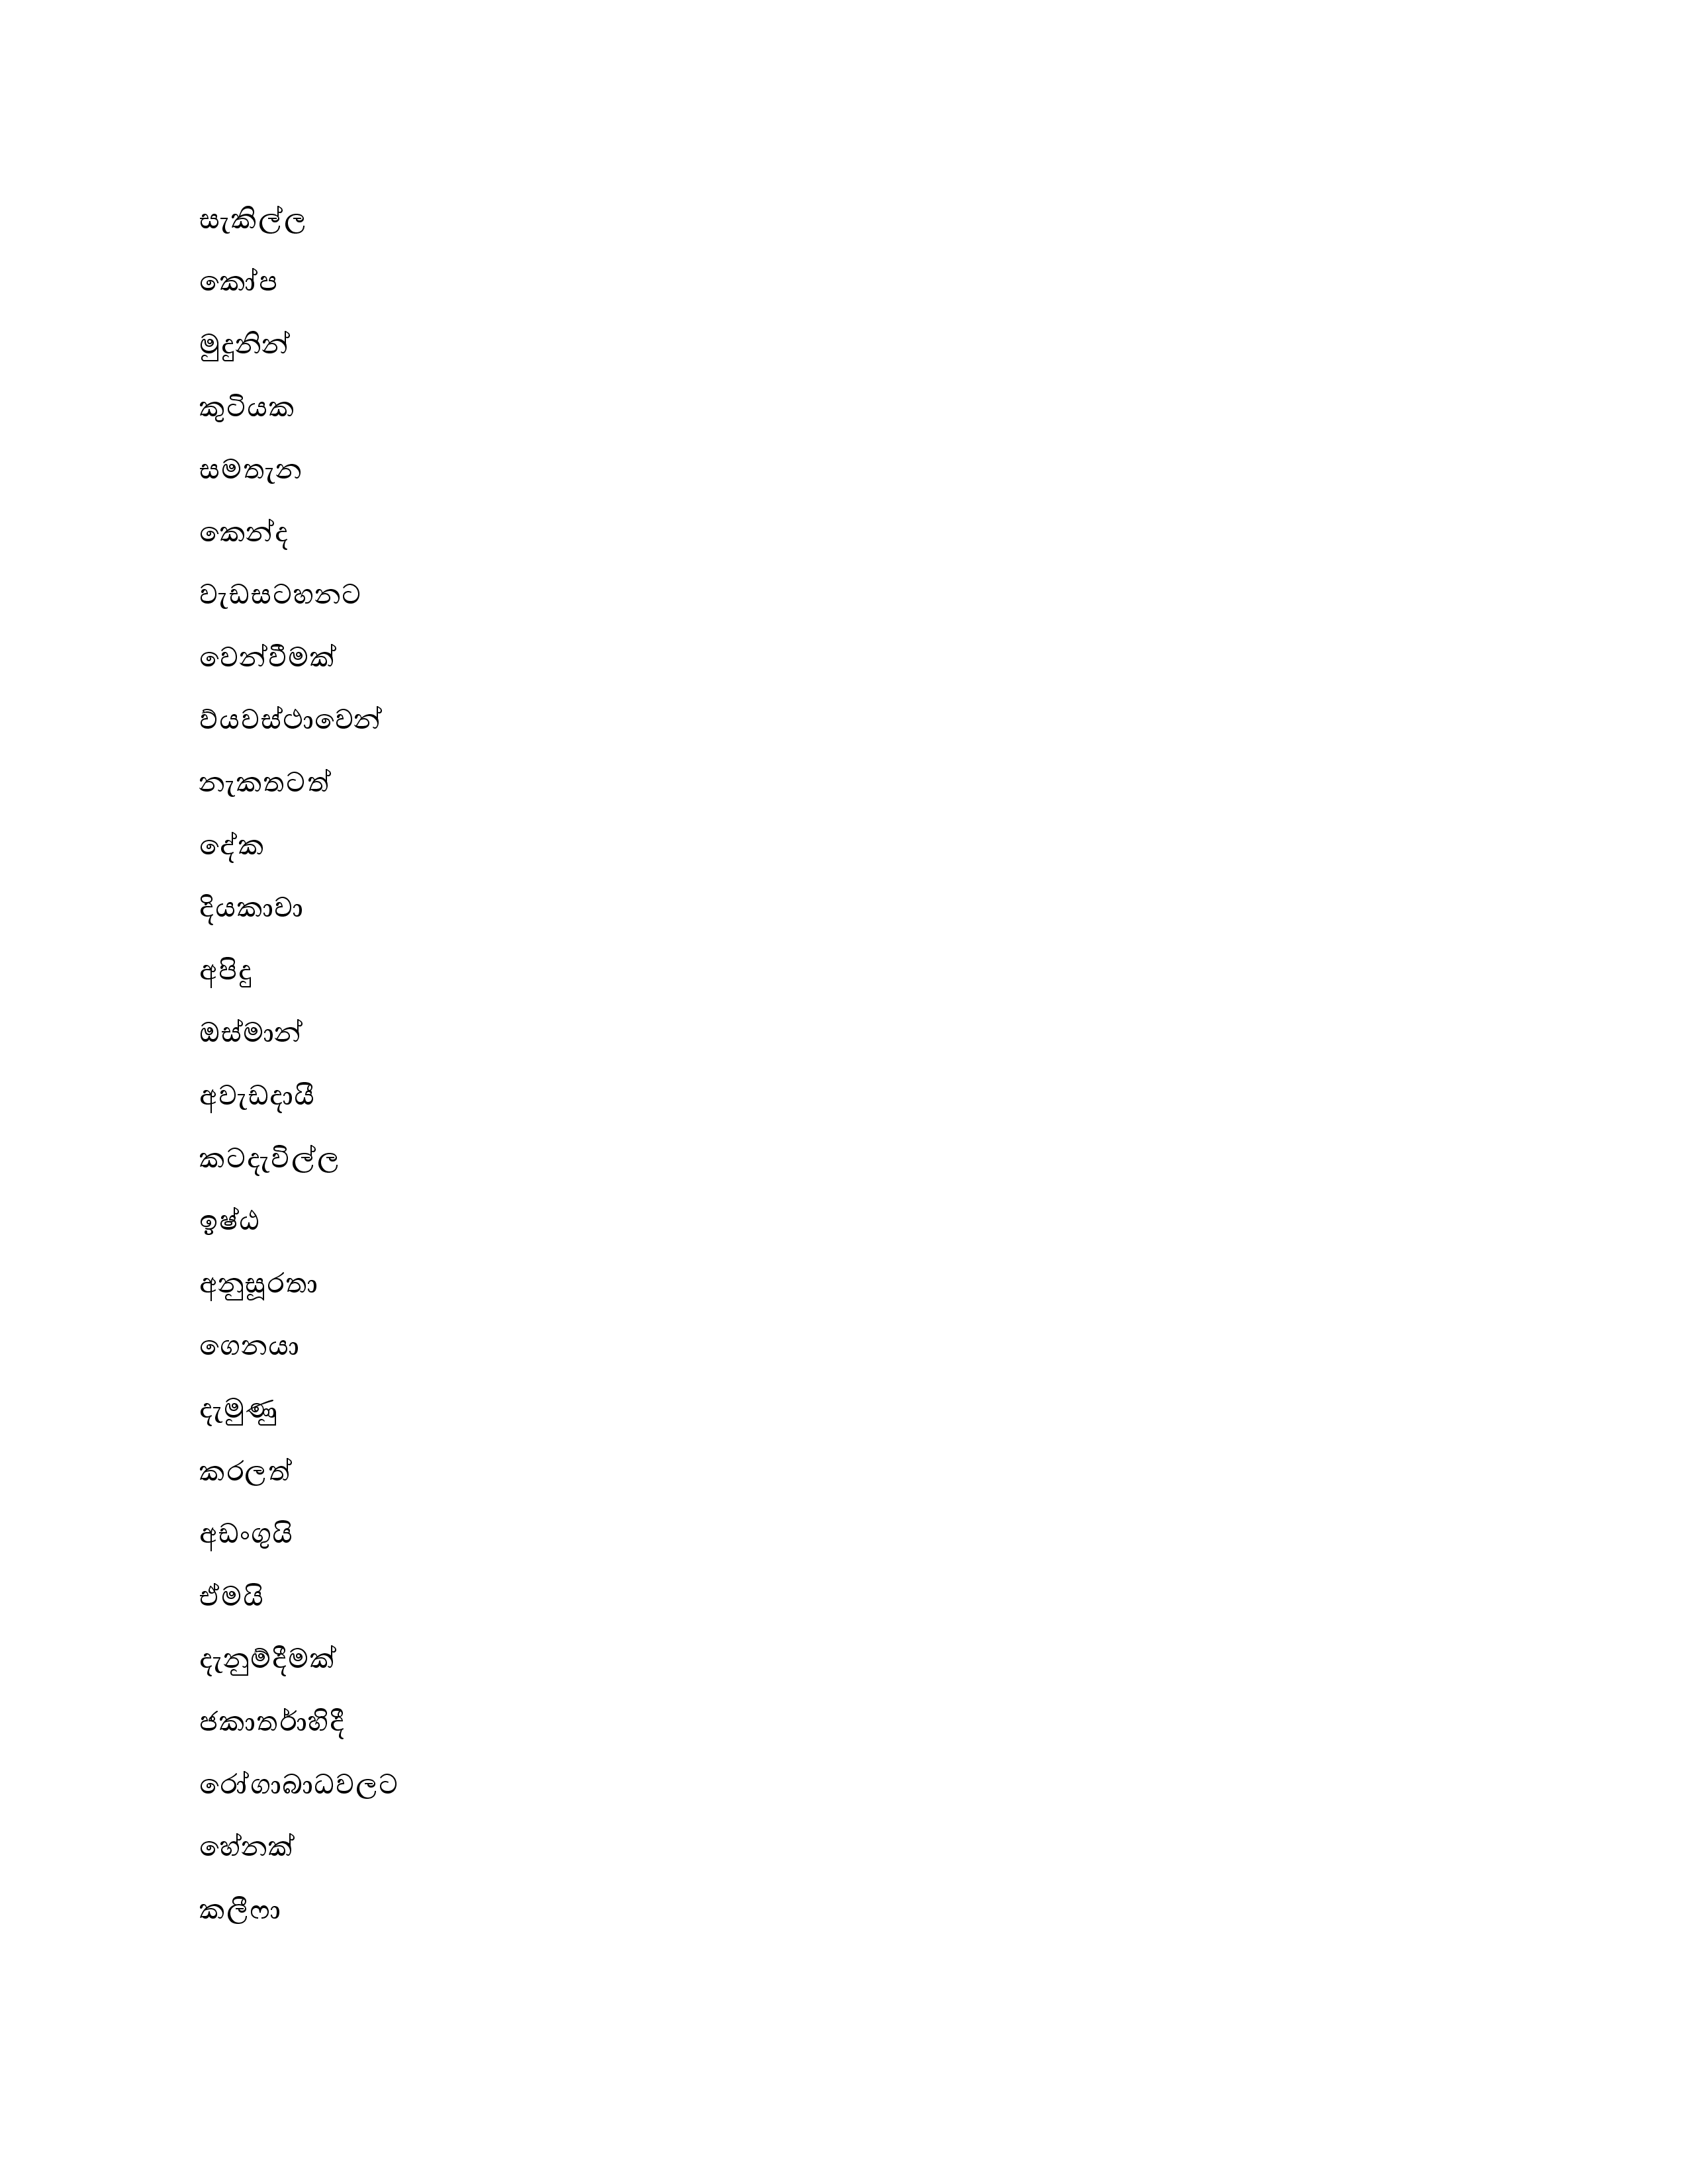 සැකිල්ල
කෝප
මුදුනින්
කුටියක
සමතැන
කෙන්ද
වැඩසටහනට
වෙන්වීමක්
ව්යවස්ථාවෙන්
නැකතටත්
දේක
දියකාවා
අපිදු
ඔස්මාන්
අවැඩදායී
කටදැවිල්ල
ඉෂ්ඨ
අනුසූරතා
ගෙනයා
දැමුණු
කරලත්
අඩංගුයි
ඒමයි
දැනුම්දීමක්
ජකාර්තාහිදී
රෝගාබාධවලට
හේනක්
කලීෆා